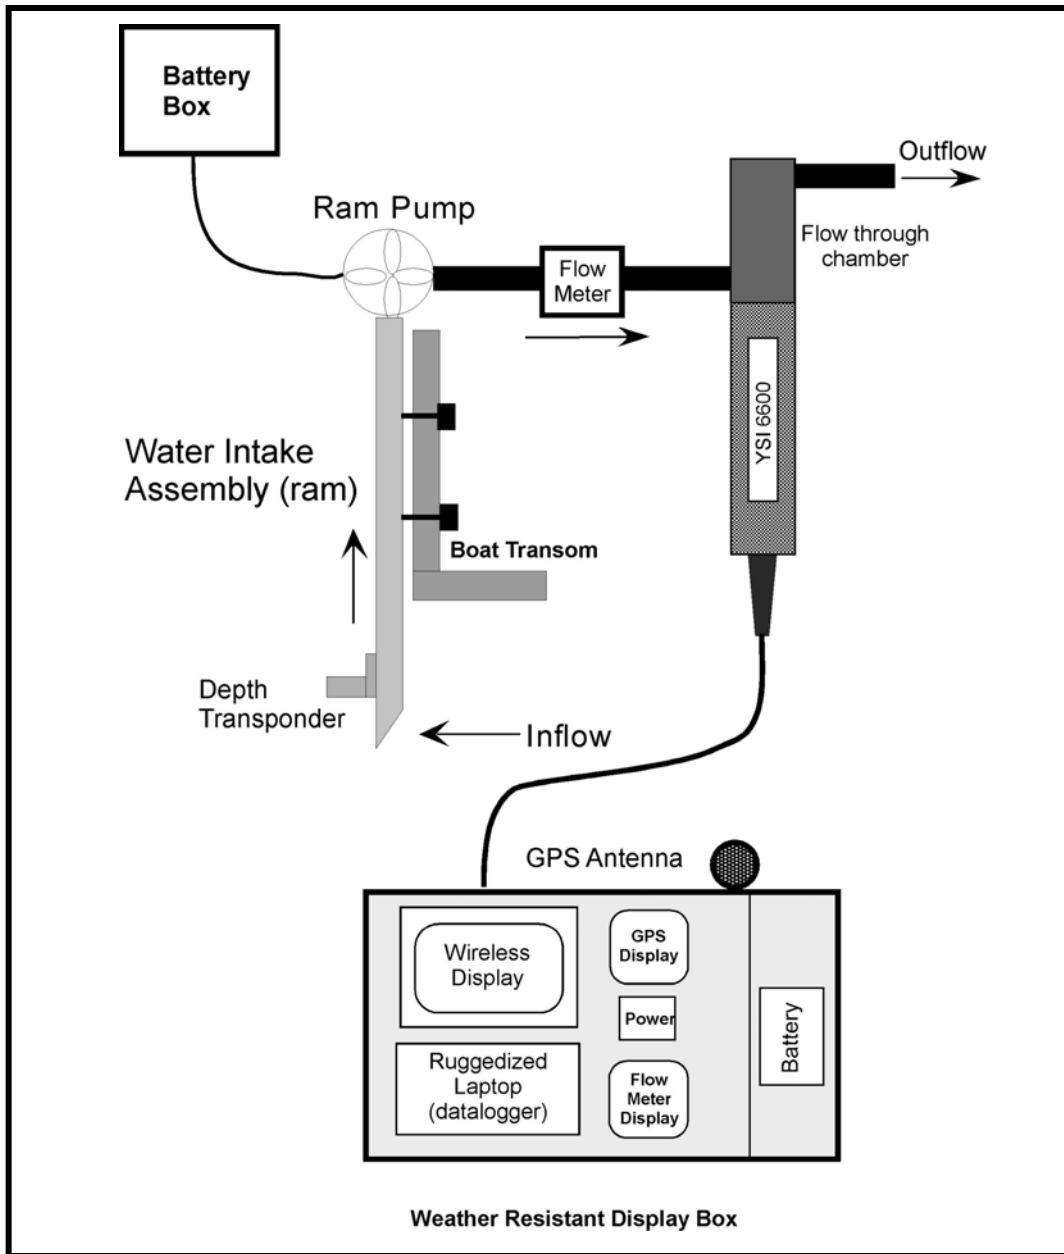 Battery
Box
Outflow
Ram Pump
Flow through
chamber
Flow
Meter
YSI 6600
Water Intake
Assembly (ram)
Boat Transom
Depth
Transponder
Inflow
GPS Antenna
Wireless
Display
GPS
Display
Power
Battery
Ruggedized
Laptop
(datalogger)
Flow
Meter
Display
Weather Resistant Display Box